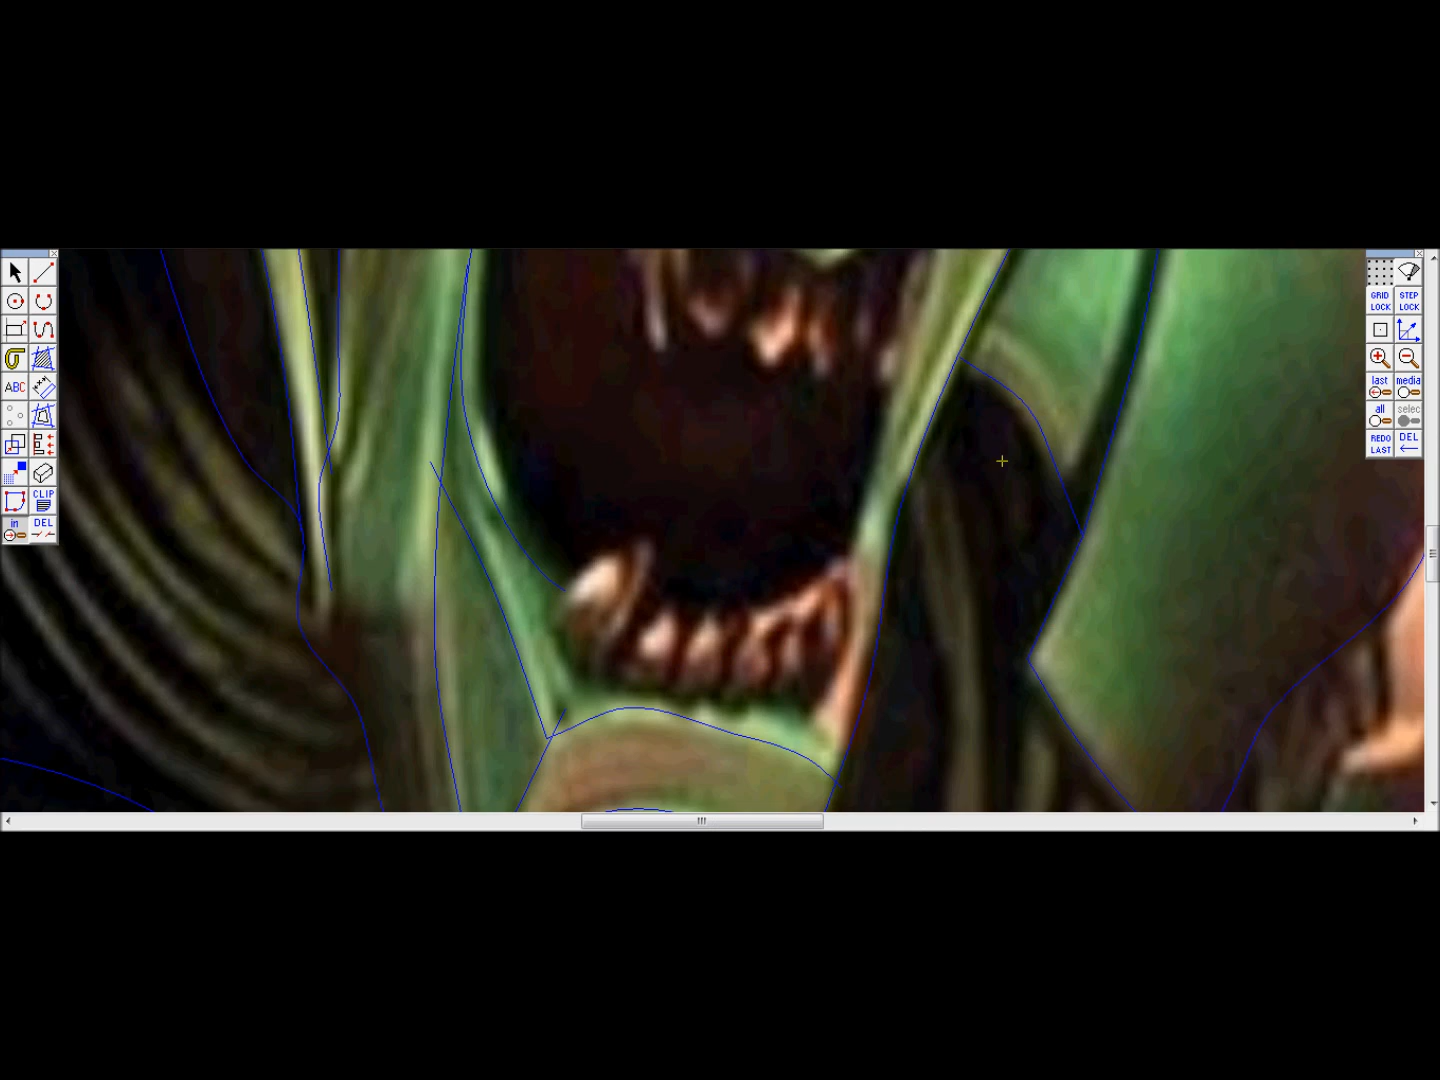 ABC
CLIP
in
DEL
GRID
LOCK
STEP
LOCK
last
media
all
selec
REDO
LAST
DEL